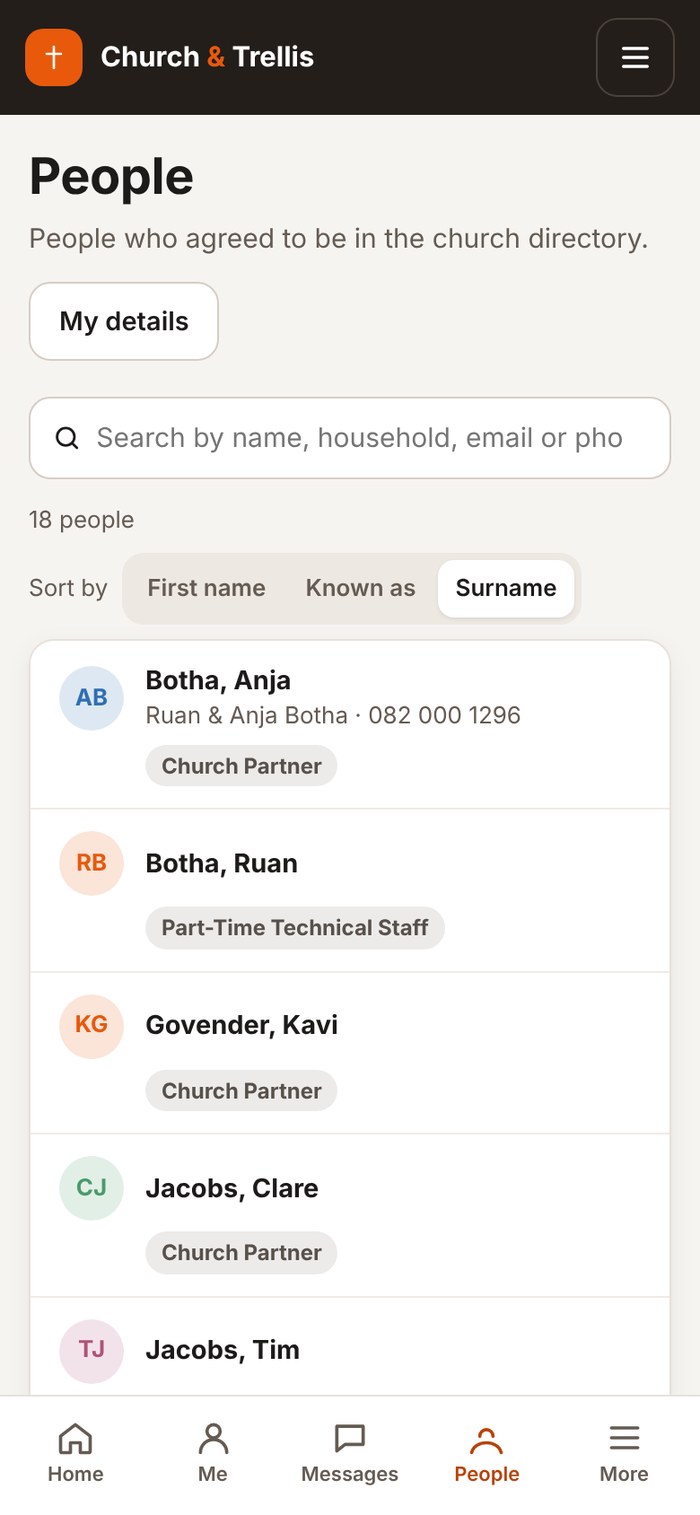 Church & Trellis
People
People who agreed to be in the church directory.
My details
Search by name, household, email or pho
18 people
Sort by First name Known as Surname
AB Botha, Anja
Ruan & Anja Botha · 082 000 1296
Church Partner
RB Botha, Ruan
Part-Time Technical Staff
KG Govender, Kavi
Church Partner
CJ Jacobs, Clare
Church Partner
TJ Jacobs, Tim
Home Me Messages People More